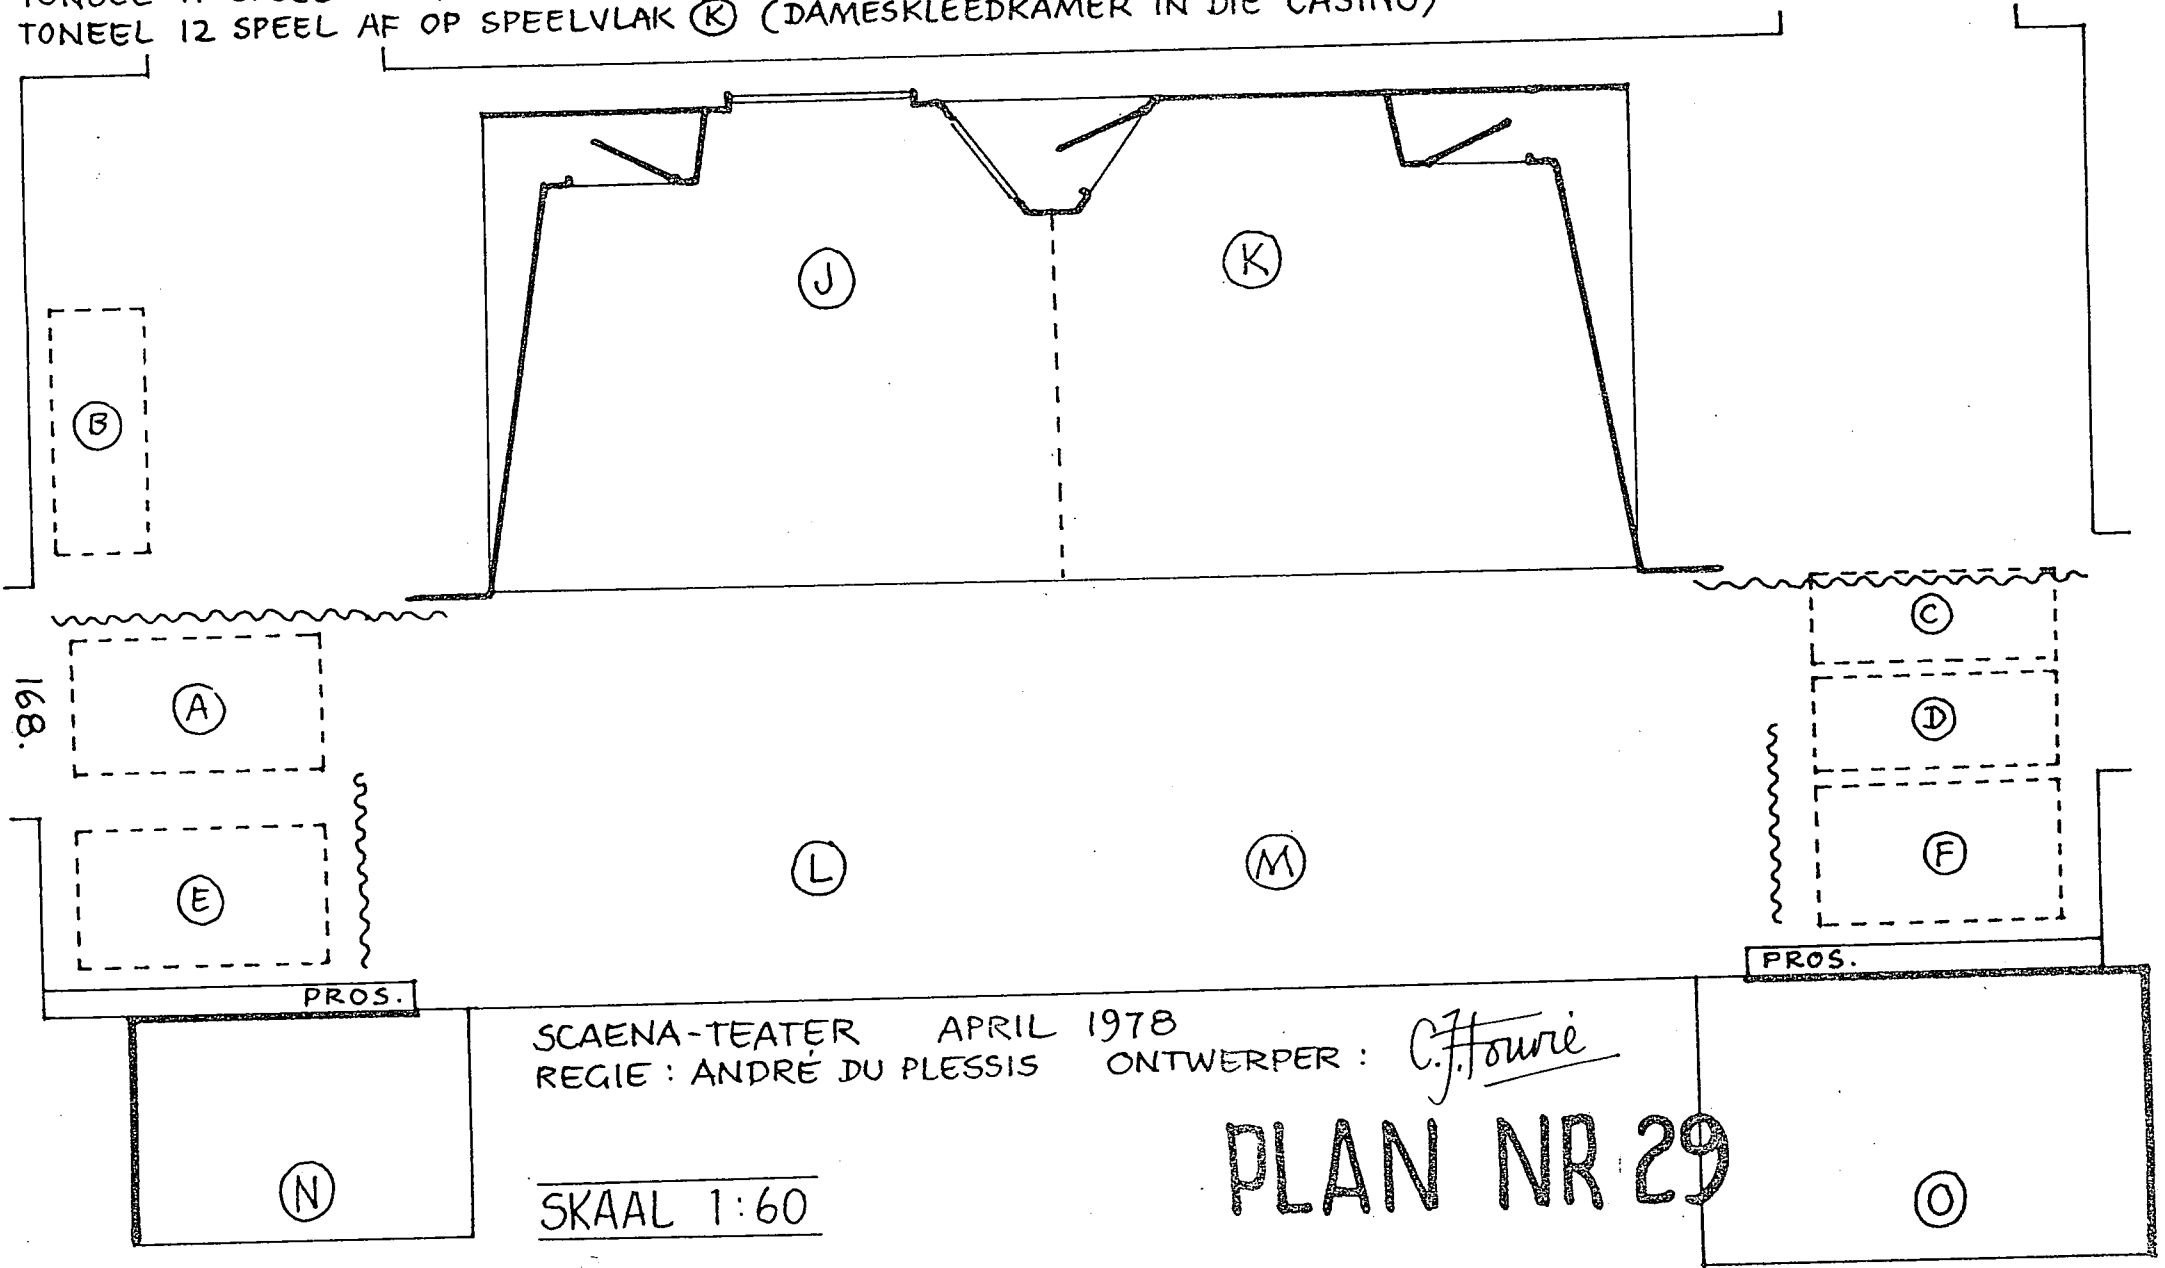 TONEEL 12 SPEEL AF OP SPEELVLAK Ⓚ (DAMESKLEEDKAMER IN DIE CASINO)
J
K
B
C
A
D
168.
L
M
F
E
PROS.
PROS.
SCAENA-TEATER APRIL 1978
REGIE : ANDRÉ DU PLESSIS ONTWERPER :
PLAN NR 29
N
SKAAL 1:60
O